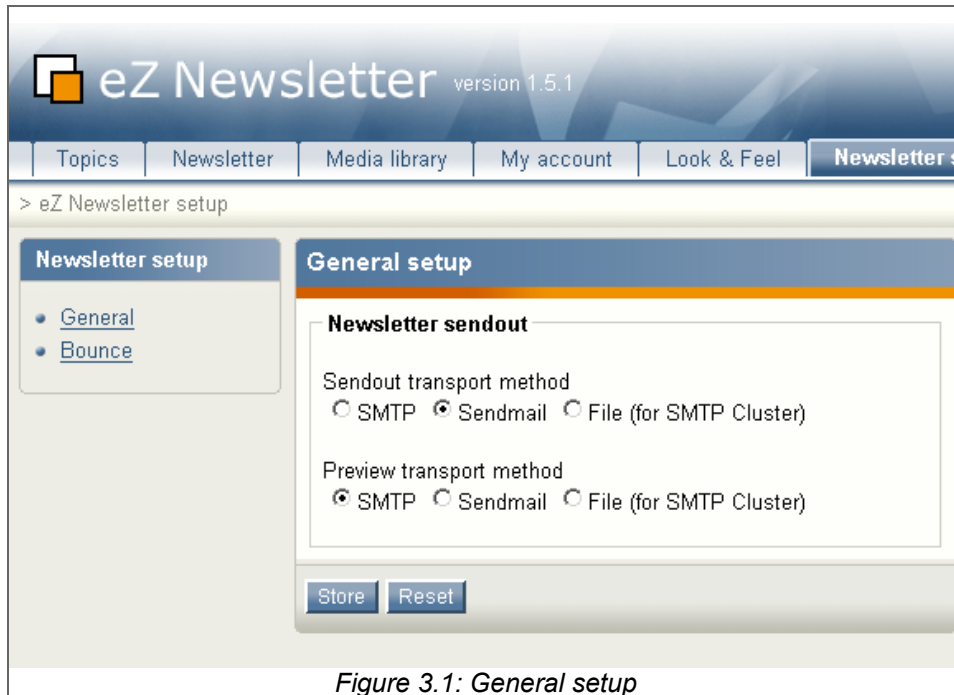 eZ Newsletter version 1.5.1
Topics Newsletter Media library My account Look & Feel Newsletter
> eZ Newsletter setup
Newsletter setup
General
Bounce
General setup
Newsletter sendout
Sendout transport method
SMTP Sendmail File (for SMTP Cluster)
Preview transport method
SMTP Sendmail File (for SMTP Cluster)
Store Reset
Figure 3.1: General setup